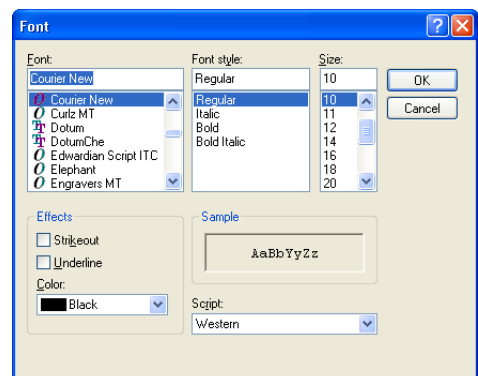 Font
Font: Font style: Size:
Courier New Regular 10 OK
Courier New Regular 10 Cancel
Curlz MT Italic 11
Dotum Bold 12
DotumChe Bold Italic 14
Edwardian Script ITC 16
Elephant 18
Engravers MT 20
Effects Sample
Strikeout
Underline AaBbYyZz
Color:
Black Script:
Western